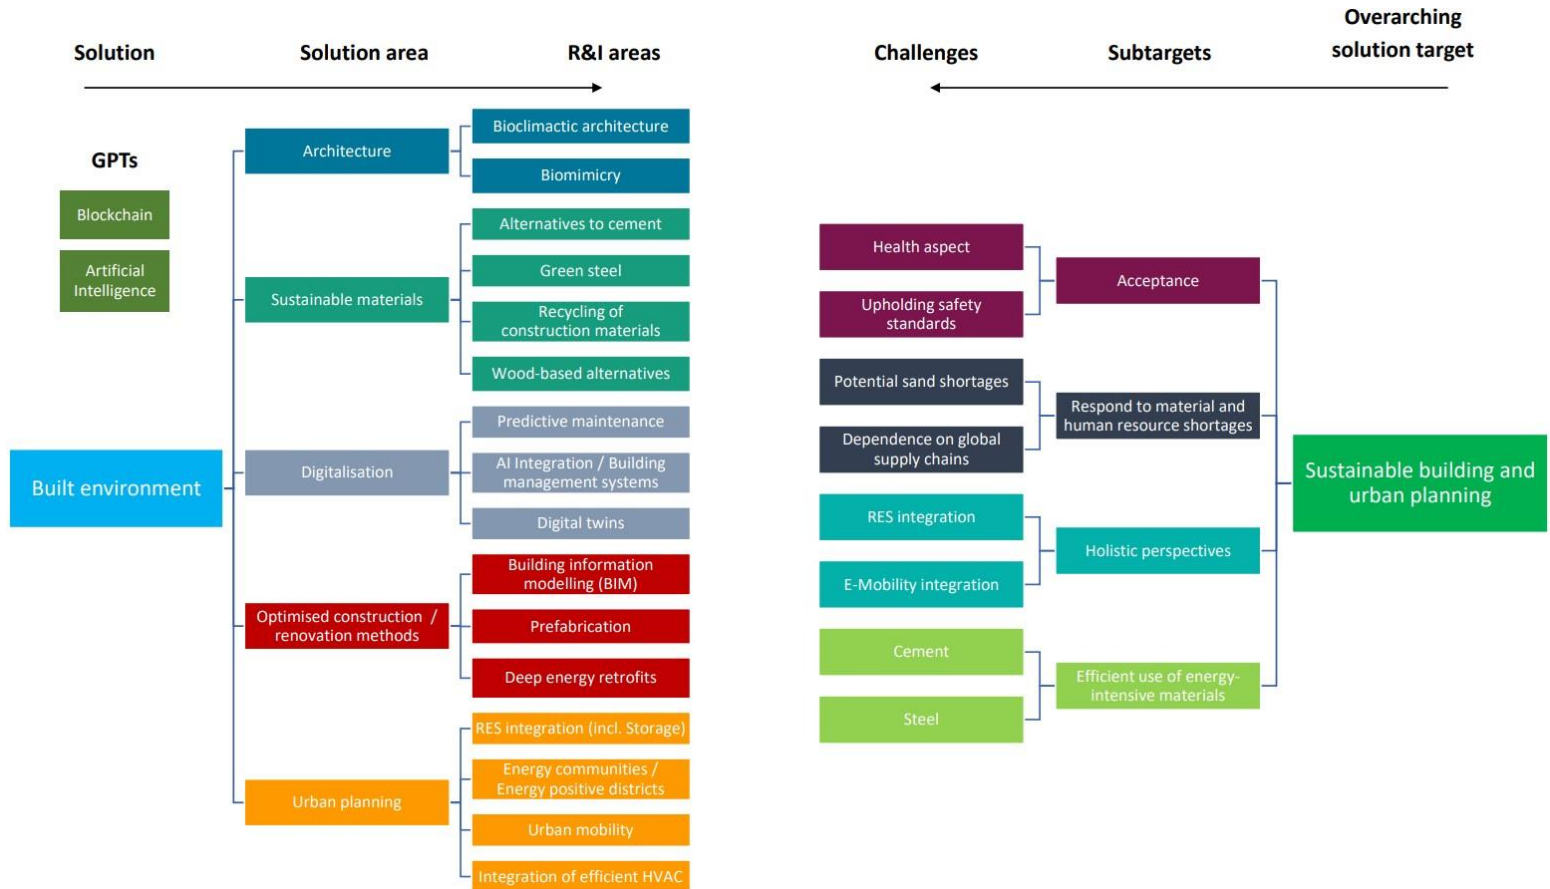 Solution
Solution area
R&I areas
Challenges
Subtargets
Overarching
solution target
GPTs
Blockchain
Artificial
Intelligence
Built environment
Architecture
Bioclimactic architecture
Biomimicry
Sustainable materials
Alternatives to cement
Green steel
Recycling of
construction materials
Wood-based alternatives
Digitalisation
Predictive maintenance
AI Integration / Building
management systems
Digital twins
Optimised construction /
renovation methods
Building information
modelling (BIM)
Prefabrication
Deep energy retrofits
Urban planning
RES integration (incl. Storage)
Energy communities /
Energy positive districts
Urban mobility
Integration of efficient HVAC
Health aspect
Upholding safety
standards
Acceptance
Potential sand shortages
Dependence on global
supply chains
Respond to material and
human resource shortages
RES integration
E-Mobility integration
Holistic perspectives
Cement
Steel
Efficient use of energy-
intensive materials
Sustainable building and
urban planning